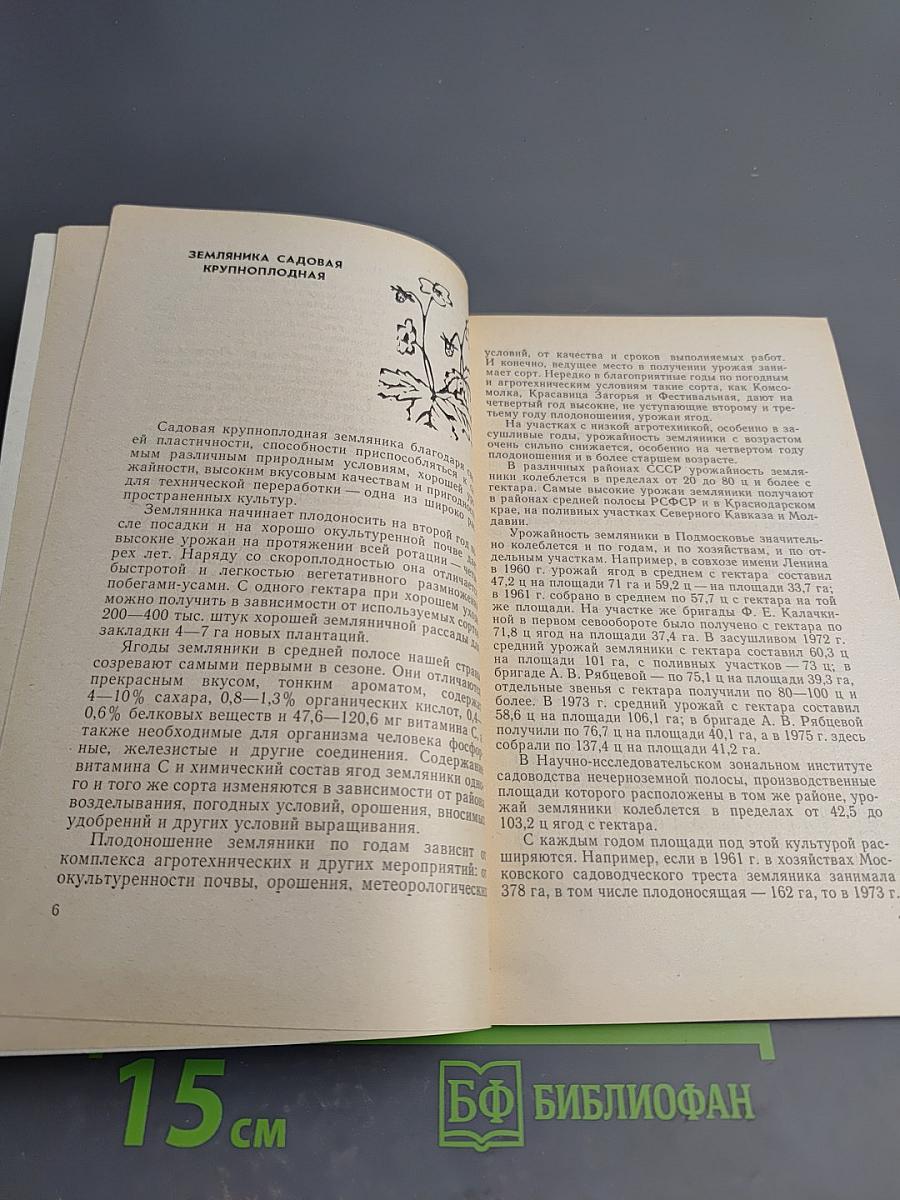 ЗЕМЛЯНИКА САДОВАЯ
КРУПНОПЛОДНАЯ
Садовая крупноплодная земляника благодаря
ей пластичности, способности приспособляться к
мым различным природным условиям, хорошей
жайности, высоким вкусовым качествам и пригодности
для технической переработки — одна из широко
пространенных культур.
Земляника начинает плодоносить на второй год
сле посадки и на хорошо окультуренной почве
высокие урожаи на протяжении всей ротации —
рех лет. Наряду со скороплодностью она отличается
быстротой и легкостью вегетативного размножения
побегами-усами. С одного гектара при хорошем уходе
можно получить в зависимости от используемых сортов
200—400 тыс. штук хорошей земляничной рассады для
закладки 4—7 га новых плантаций.
Ягоды земляники в средней полосе нашей страны
созревают самыми первыми в сезоне. Они отличаются
прекрасным вкусом, тонким ароматом, содержат
4—10% сахара, 0,8—1,3% органических кислот, 0,4—
0,6% белковых веществ и 47,6—120,6 мг витамина С, а
также необходимые для организма человека фосфор-
ные, железистые и другие соединения. Содержание
витамина С и химический состав ягод земляники одно-
го и того же сорта изменяются в зависимости от района
возделывания, погодных условий, орошения, вносимых
удобрений и других условий выращивания.
Плодоношение земляники по годам зависит от
комплекса агротехнических и других мероприятий: от
окультуренности почвы, орошения, метеорологических
6
условий, от качества и сроков выполняемых работ.
И конечно, ведущее место в получении урожая зани-
мает сорт. Нередко в благоприятные годы по погодным
и агротехническим условиям такие сорта, как Комсо-
молка, Красавица Загорья и Фестивальная, дают на
четвертый год высокие, не уступающие второму и тре-
тьему году плодоношения, урожаи ягод.
На участках с низкой агротехникой, особенно в за-
сушливые годы, урожайность земляники с возрастом
очень сильно снижается, особенно на четвертом году
плодоношения и в более старшем возрасте.
В различных районах СССР урожайность земля-
ники колеблется в пределах от 20 до 80 ц и более с
гектара. Самые высокие урожаи земляники получают
в районах средней полосы РСФСР и в Краснодарском
крае, на поливных участках Северного Кавказа и Мол-
давии.
Урожайность земляники в Подмосковье значитель-
но колеблется и по годам, и по хозяйствам, и по от-
дельным участкам. Например, в совхозе имени Ленина
в 1960 г. урожай ягод в среднем с гектара составил
47,2 ц на площади 71 га и 59,2 ц — на площади 33,7 га;
в 1961 г. собрано в среднем по 57,7 ц с гектара на той
же площади. На участке же бригады Ф. Е. Калачки-
ной в первом севообороте было получено с гектара по
71,8 ц ягод на площади 37,4 га. В засушливом 1972 г.
средний урожай земляники с гектара составил 60,3 ц
на площади 101 га, с поливных участков — 73 ц; в
бригаде А. В. Рябцевой — по 75,1 ц на площади 39,3 га,
отдельные звенья с гектара получили по 80—100 ц и
более. В 1973 г. средний урожай с гектара составил
58,6 ц на площади 106,1 га; в бригаде А. В. Рябцевой
получили по 76,7 ц на площади 40,1 га, а в 1975 г. здесь
собрали по 137,4 ц на площади 41,2 га.
В Научно-исследовательском зональном институте
садоводства нечерноземной полосы, производственные
площади которого расположены в том же районе, уро-
жай земляники колеблется в пределах от 42,5 до
103,2 ц ягод с гектара.
С каждым годом площади под этой культурой рас-
ширяются. Например, если в 1961 г. в хозяйствах Мос-
ковского садоводческого треста земляника занимала
378 га, в том числе плодоносящая — 162 га, то в 1973 г.
15 см
БФ БИБЛИОФАН